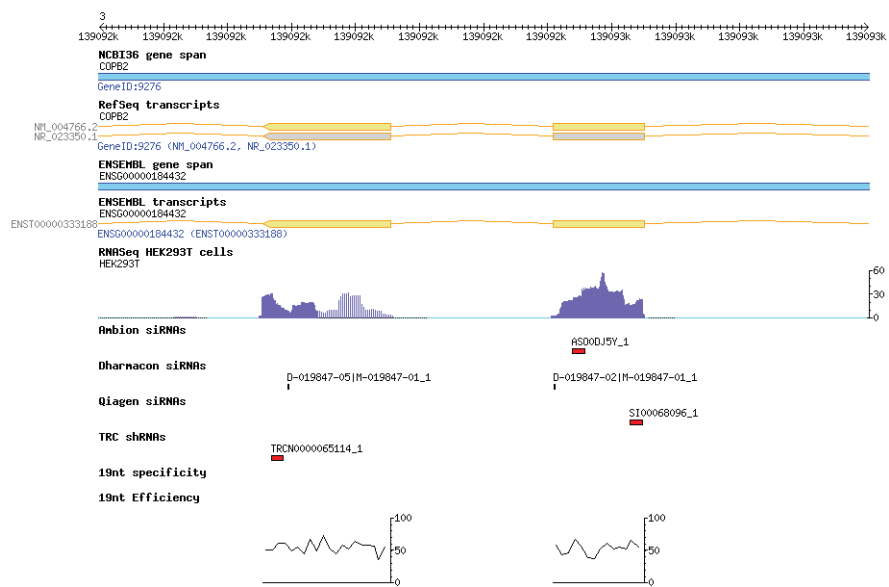 3
139092k 139092k 139092k 139092k 139092k 139092k 139092k 139093k 139093k 139093k 139093k 139093k 139093k
NCBI36 gene span
COPB2
GeneID:9276
RefSeq transcripts
COPB2
NM_004766.2
NR_023350.1
GeneID:9276 (NM_004766.2, NR_023350.1)
ENSEMBL gene span
ENSG00000184432
ENSEMBL transcripts
ENSG00000184432
ENST00000333188
ENSG00000184432 (ENST00000333188)
RNASeq HEK293T cells
HEK293T
60
30
0
Ambion siRNAs
AS00DJ5Y_1
Dharmacon siRNAs
D-019847-05|M-019847-01_1 D-019847-02|M-019847-01_1
Qiagen siRNAs
SI00068096_1
TRC shRNAs
TRCN0000065114_1
19nt specificity
19nt Efficiency
100 100
50 50
0 0